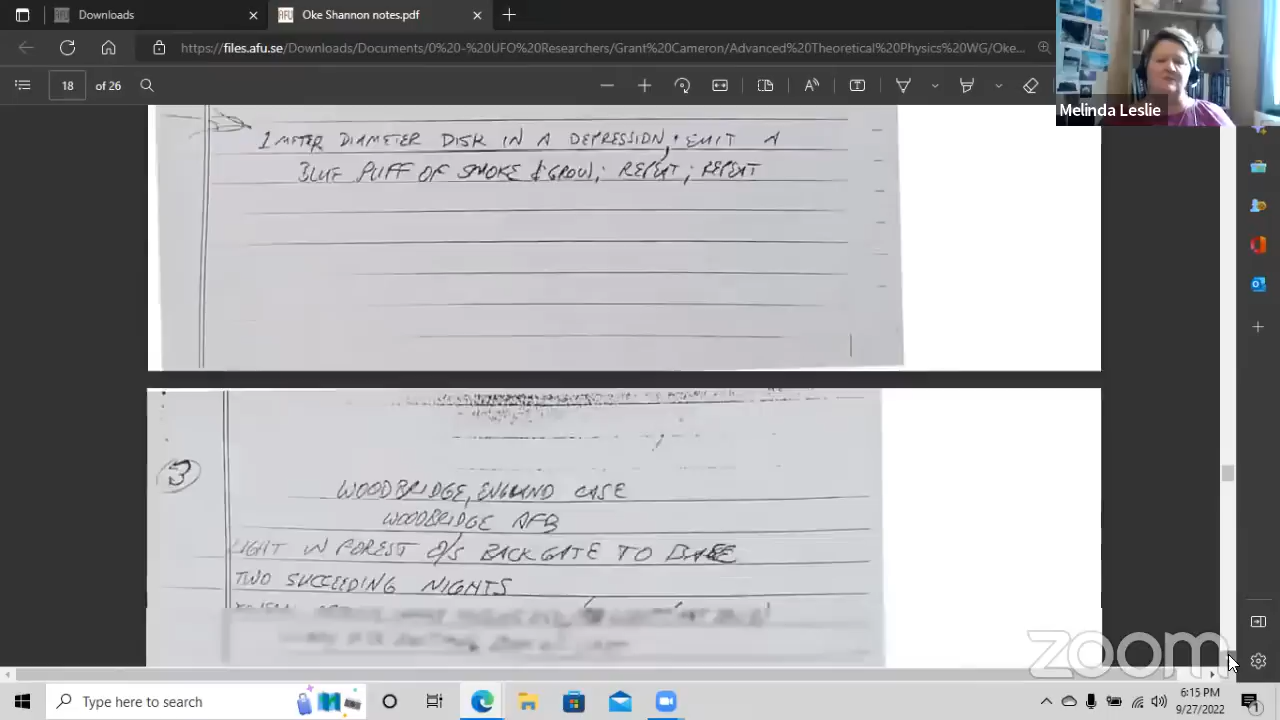 Downloads
Oke Shannon notes.pdf
https://files.afu.se/Downloads/Documents/0%20-%20UFO%20Researchers/Grant%20Cameron/Advanced%20Theoretical%20Physics%20WG/Oke...
18 of 26
Melinda Leslie
1 METER DIAMETER DISK IN A DEPRESSION; EMIT A
BLUE PUFF OF SMOKE & GROW; REPEAT; REPEAT
3
WOODBRIDGE, ENGLAND CASE
WOODBRIDGE AFB
LIGHT IN FOREST O/S BACK GATE TO BASE
TWO SUCCEEDING NIGHTS
zoom
Type here to search
6:15 PM
9/27/2022